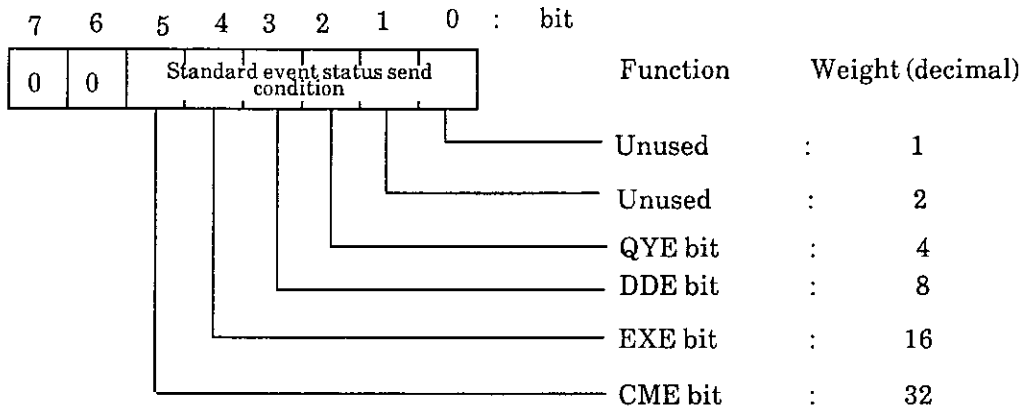 7 6 5 4 3 2 1 0 : bit
0 0 Standard event status send
condition
Function Weight (decimal)
Unused : 1
Unused : 2
QYE bit : 4
DDE bit : 8
EXE bit : 16
CME bit : 32